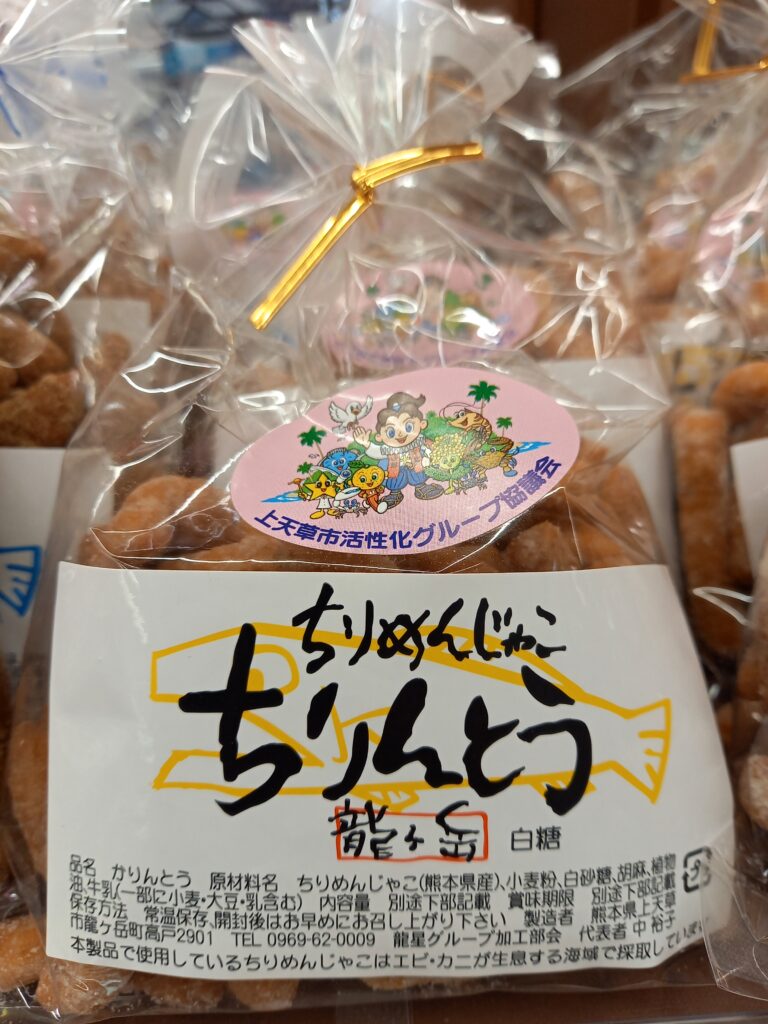 上天草市活性化グループ協議会
ちりめんじゃこ
ちりんとう
龍ヶ岳 白糖
品名 かりんとう 原材料名 ちりめんじゃこ(熊本県産)、小麦粉、白砂糖、胡麻、植物
油、牛乳(一部に小麦・大豆・乳含む) 内容量 別途下部記載 賞味期限 別途下部記載
保存方法 常温保存、開封後はお早めにお召し上がり下さい 製造者 熊本県上天草
市龍ヶ岳町高戸2901 TEL 0969-62-0009 龍星グループ加工部会 代表者 中 裕子
本製品で使用しているちりめんじゃこはエビ・カニが生息する海域で採取していま
プラ